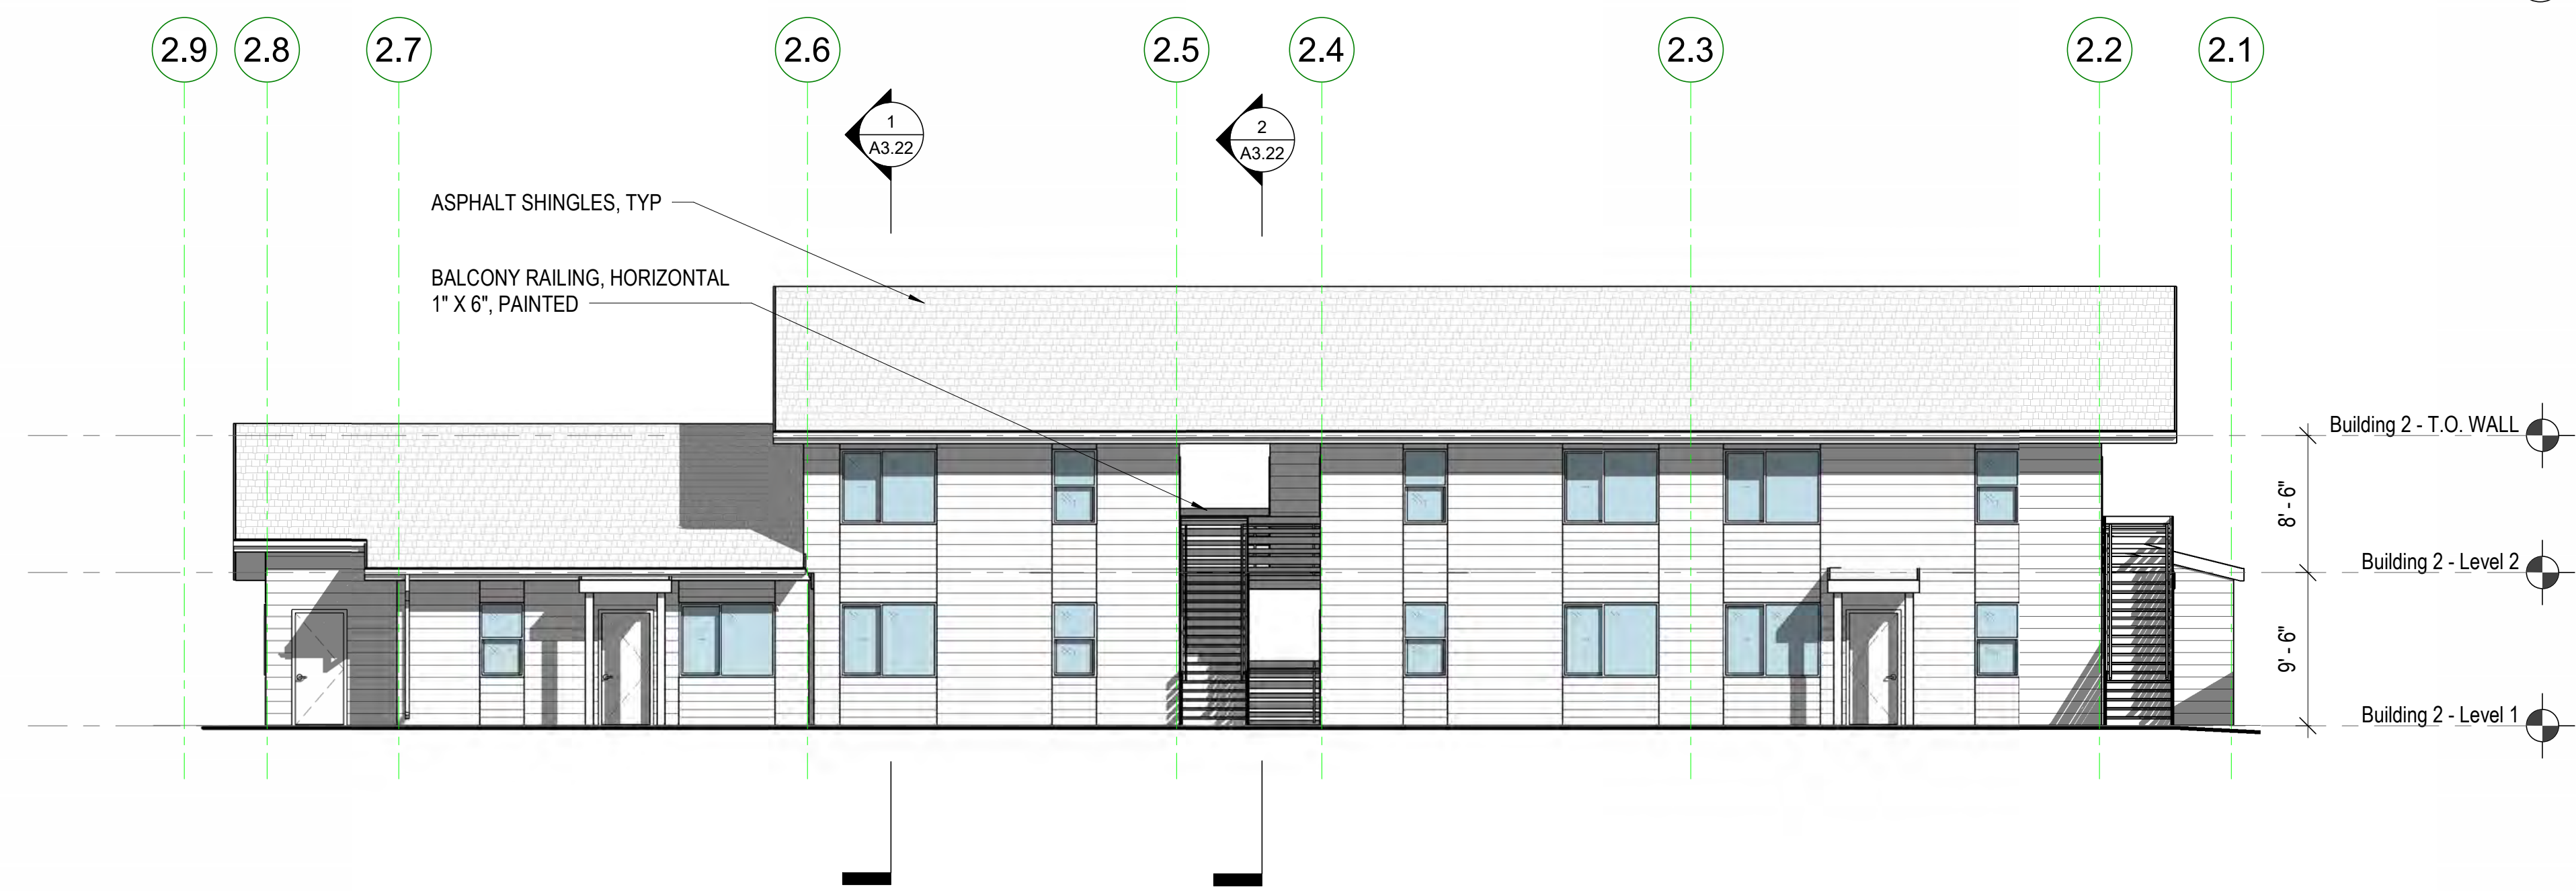 2.9 2.8 2.7 2.6 2.5 2.4 2.3 2.2 2.1
1
A3.22
2
A3.22
ASPHALT SHINGLES, TYP
BALCONY RAILING, HORIZONTAL
1" X 6", PAINTED
Building 2 - T.O. WALL
8' - 6"
Building 2 - Level 2
9' - 6"
Building 2 - Level 1